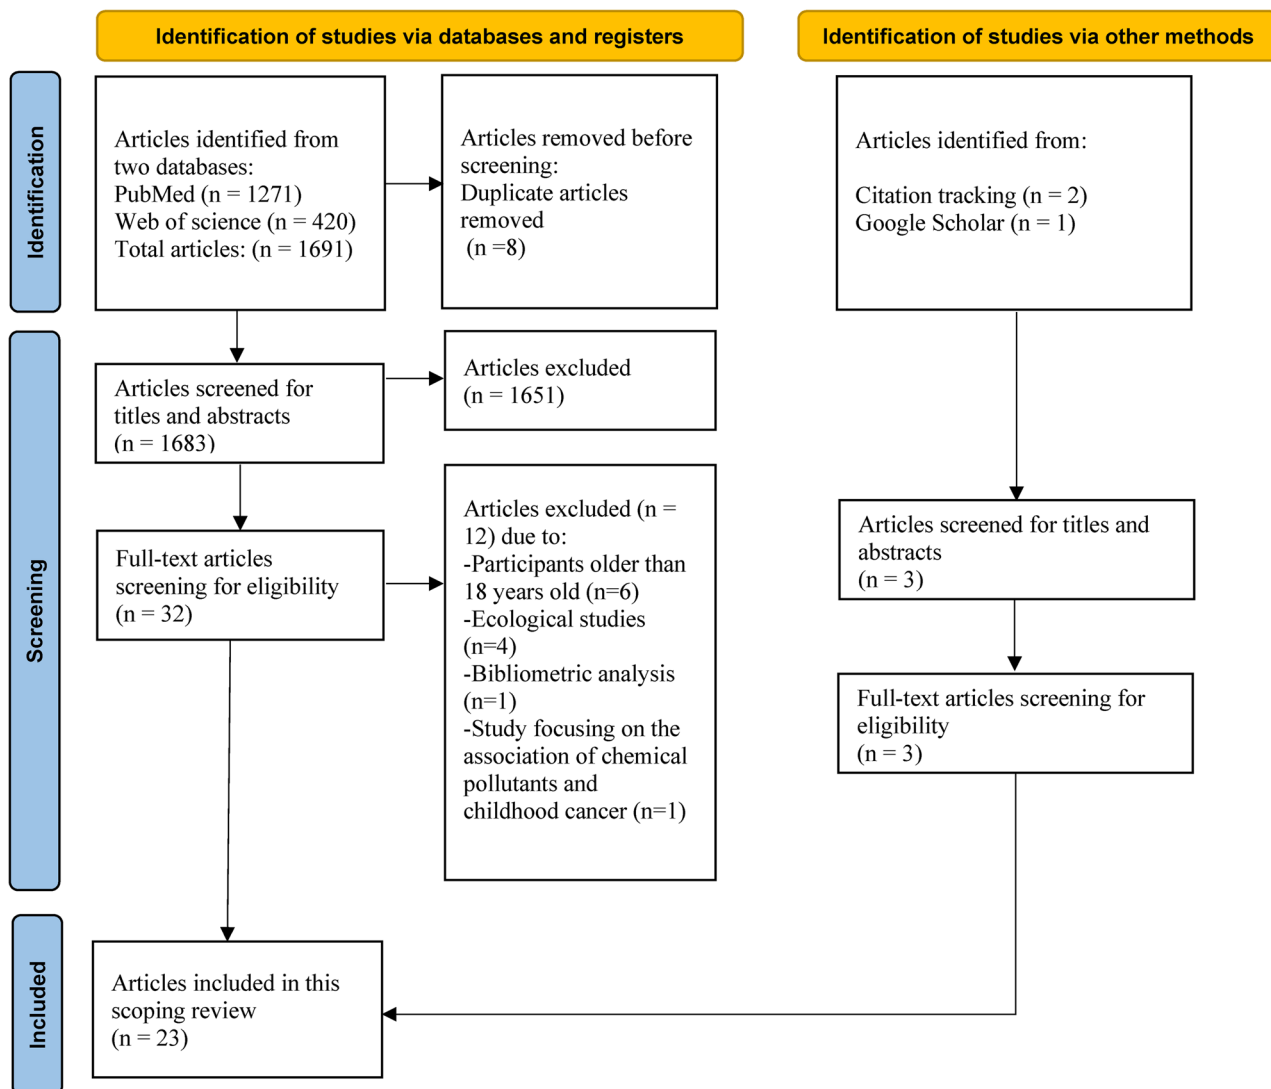 Identification of studies via databases and registers
Identification of studies via other methods
Identification
Articles identified from
two databases:
PubMed (n = 1271)
Web of science (n = 420)
Total articles: (n = 1691)
Articles removed before
screening:
Duplicate articles
removed
(n =8)
Articles identified from:
Citation tracking (n = 2)
Google Scholar (n = 1)
Screening
Articles screened for
titles and abstracts
(n = 1683)
Articles excluded
(n = 1651)
Full-text articles
screening for eligibility
(n = 32)
Articles excluded (n =
12) due to:
-Participants older than
18 years old (n=6)
-Ecological studies
(n=4)
-Bibliometric analysis
(n=1)
-Study focusing on the
association of chemical
pollutants and
childhood cancer (n=1)
Articles screened for titles and
abstracts
(n = 3)
Full-text articles screening for
eligibility
(n = 3)
Included
Articles included in this
scoping review
(n = 23)